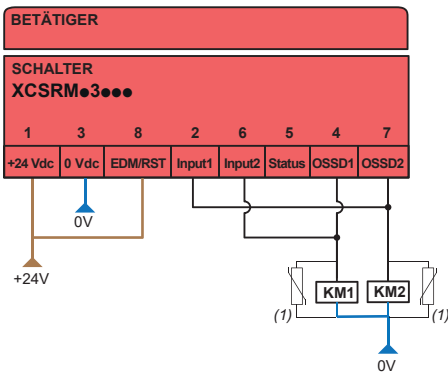 BETÄTIGER
SCHALTER
XCSRM●3●●●
1 3 8 2 6 5 4 7
+24 Vdc 0 Vdc EDM/RST Input1 Input2 Status OSSD1 OSSD2
0V
+24V
KM1 KM2
(1) (1)
0V